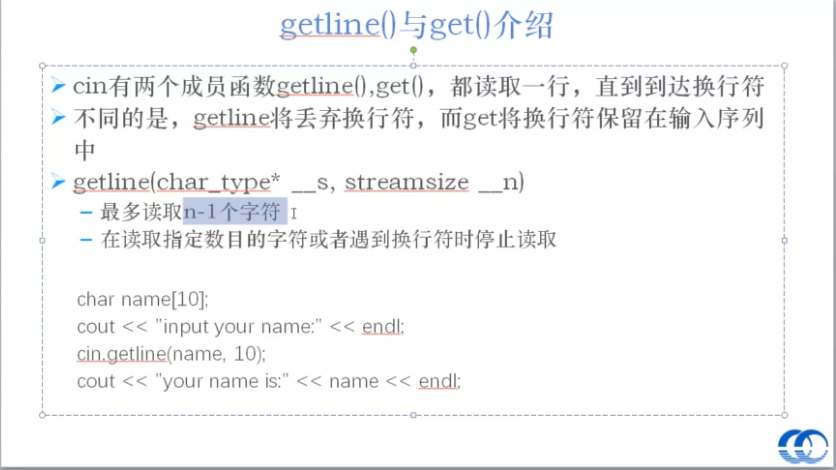 getline()与get()介绍
cin有两个成员函数getline(),get()，都读取一行，直到到达换行符
不同的是，getline将丢弃换行符，而get将换行符保留在输入序列
中
getline(char_type* __s, streamsize __n)
– 最多读取n-1个字符
– 在读取指定数目的字符或者遇到换行符时停止读取
char name[10];
cout << "input your name:" << endl;
cin.getline(name, 10);
cout << "your name is:" << name << endl;